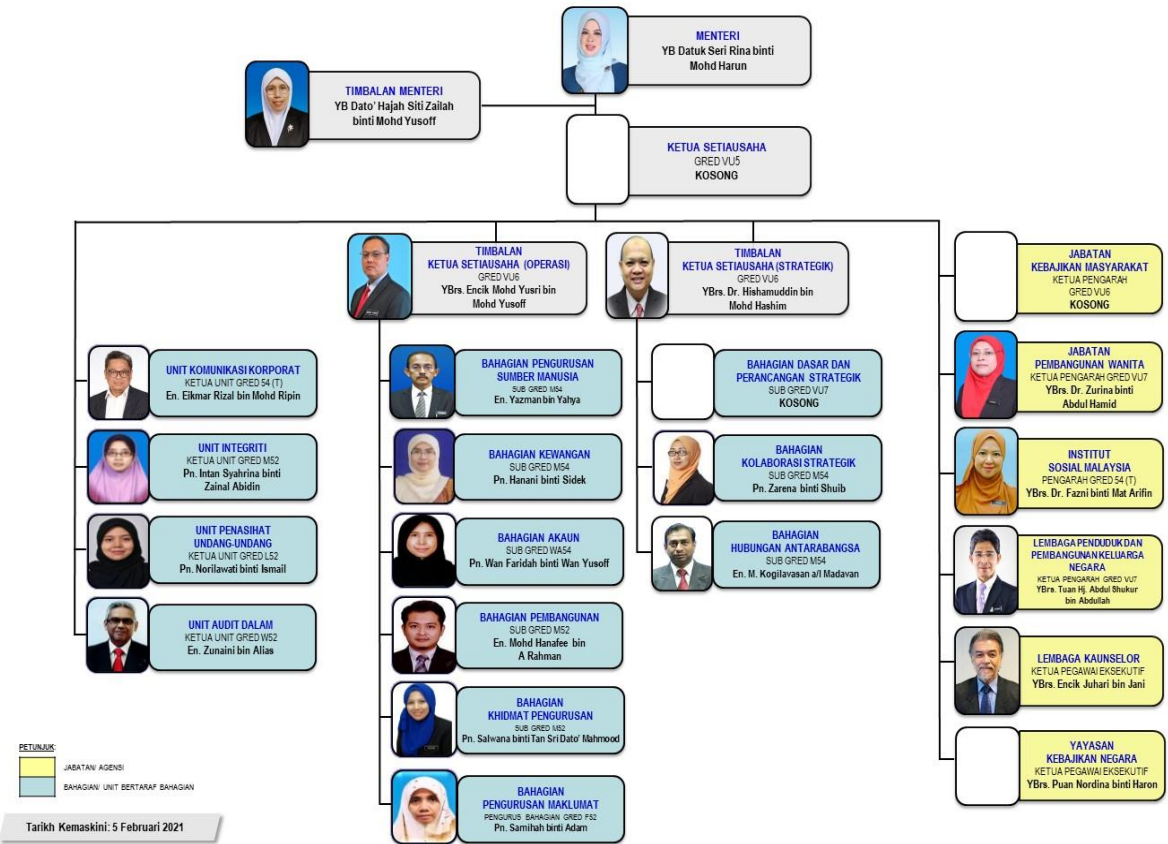 MENTERI
YB Datuk Seri Rina binti
Mohd Harun
TIMBALAN MENTERI
YB Dato' Hajah Siti Zailah
binti Mohd Yusoff
KETUA SETIAUSAHA
GRED VU5
KOSONG
TIMBALAN
KETUA SETIAUSAHA (OPERASI)
GRED VU6
YBrs. Encik Mohd Yusri bin
Mohd Yusoff
TIMBALAN
KETUA SETIAUSAHA (STRATEGIK)
GRED VU6
YBrs. Dr. Hishamuddin bin
Mohd Hashim
UNIT KOMUNIKASI KORPORAT
KETUA UNIT GRED 54 (T)
En. Eikmar Rizal bin Mohd Ripin
UNIT INTEGRITI
KETUA UNIT GRED M52
Pn. Intan Syahrina binti
Zainal Abidin
UNIT PENASIHAT
UNDANG-UNDANG
KETUA UNIT GRED L52
Pn. Norilawati binti Ismail
UNIT AUDIT DALAM
KETUA UNIT GRED W52
En. Zunaini bin Alias
BAHAGIAN PENGURUSAN
SUMBER MANUSIA
SUB GRED M54
En. Yazman bin Yahya
BAHAGIAN KEWANGAN
SUB GRED M54
Pn. Hanani binti Sidek
BAHAGIAN AKAUN
SUB GRED WA54
Pn. Wan Faridah binti Wan Yusoff
BAHAGIAN PEMBANGUNAN
SUB GRED M52
En. Mohd Hanafee bin
A Rahman
BAHAGIAN
KHIDMAT PENGURUSAN
SUB GRED M52
Pn. Salwana binti Tan Sri Dato' Mahmood
BAHAGIAN
PENGURUSAN MAKLUMAT
PENGURUS BAHAGIAN GRED F52
Pn. Samihah binti Adam
BAHAGIAN DASAR DAN
PERANCANGAN STRATEGIK
SUB GRED VU7
KOSONG
BAHAGIAN
KOLABORASI STRATEGIK
SUB GRED M54
Pn. Zarena binti Shuib
BAHAGIAN
HUBUNGAN ANTARABANGSA
SUB GRED M54
En. M. Kogilavasan a/l Madavan
JABATAN
KEBAJIKAN MASYARAKAT
KETUA PENGARAH
GRED VU6
KOSONG
JABATAN
PEMBANGUNAN WANITA
KETUA PENGARAH GRED VU7
YBrs. Dr. Zurina binti
Abdul Hamid
INSTITUT
SOSIAL MALAYSIA
PENGARAH GRED 54 (T)
YBrs. Dr. Fazni binti Mat Arifin
LEMBAGA PENDUDUK DAN
PEMBANGUNAN KELUARGA
NEGARA
KETUA PENGARAH GRED VU7
YBrs. Tuan Hj. Abdul Shukur
bin Abdullah
LEMBAGA KAUNSELOR
KETUA PEGAWAI EKSEKUTIF
YBrs. Encik Juhari bin Jani
YAYASAN
KEBAJIKAN NEGARA
KETUA PEGAWAI EKSEKUTIF
YBrs. Puan Nordina binti Haron
PETUNJUK:
JABATAN/ AGENSI
BAHAGIAN/ UNIT BERTARAF BAHAGIAN
Tarikh Kemaskini: 5 Februari 2021